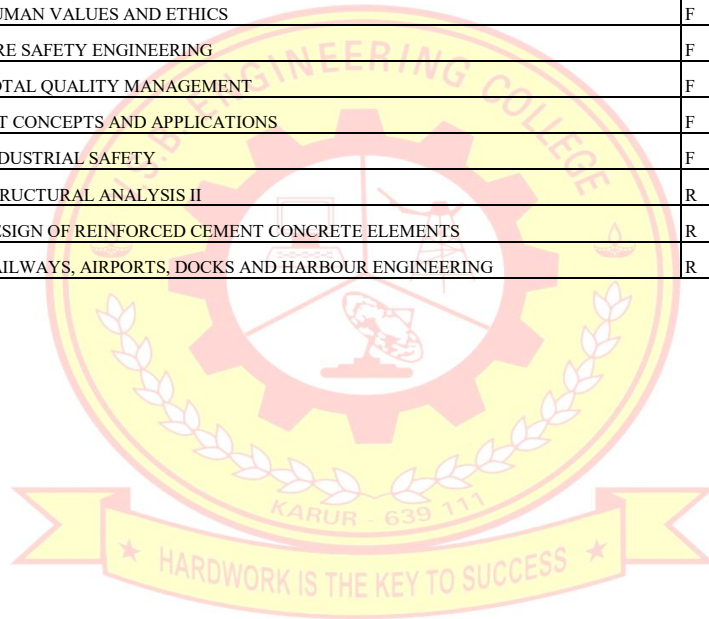 UMAN VALUES AND ETHICS F
RE SAFETY ENGINEERING F
OTAL QUALITY MANAGEMENT F
T CONCEPTS AND APPLICATIONS F
DUSTRIAL SAFETY F
RUCTURAL ANALYSIS II R
SIGN OF REINFORCED CEMENT CONCRETE ELEMENTS R
AILWAYS, AIRPORTS, DOCKS AND HARBOUR ENGINEERING R
V.S.B. ENGINEERING COLLEGE
KARUR - 639 111
★ HARDWORK IS THE KEY TO SUCCESS ★